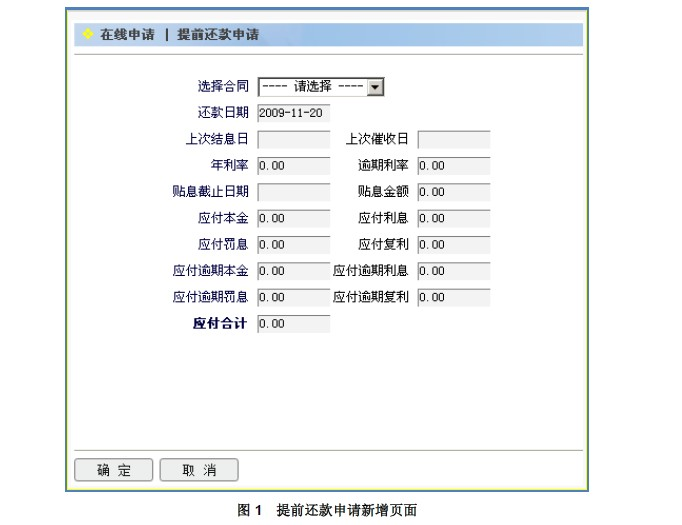 在线申请 | 提前还款申请
选择合同 ---- 请选择 ----
还款日期 2009-11-20
上次结息日 上次催收日
年利率 0.00 逾期利率 0.00
贴息截止日期 贴息金额 0.00
应付本金 0.00 应付利息 0.00
应付罚息 0.00 应付复利 0.00
应付逾期本金 0.00 应付逾期利息 0.00
应付逾期罚息 0.00 应付逾期复利 0.00
应付合计 0.00
确 定 取 消
图 1 提前还款申请新增页面